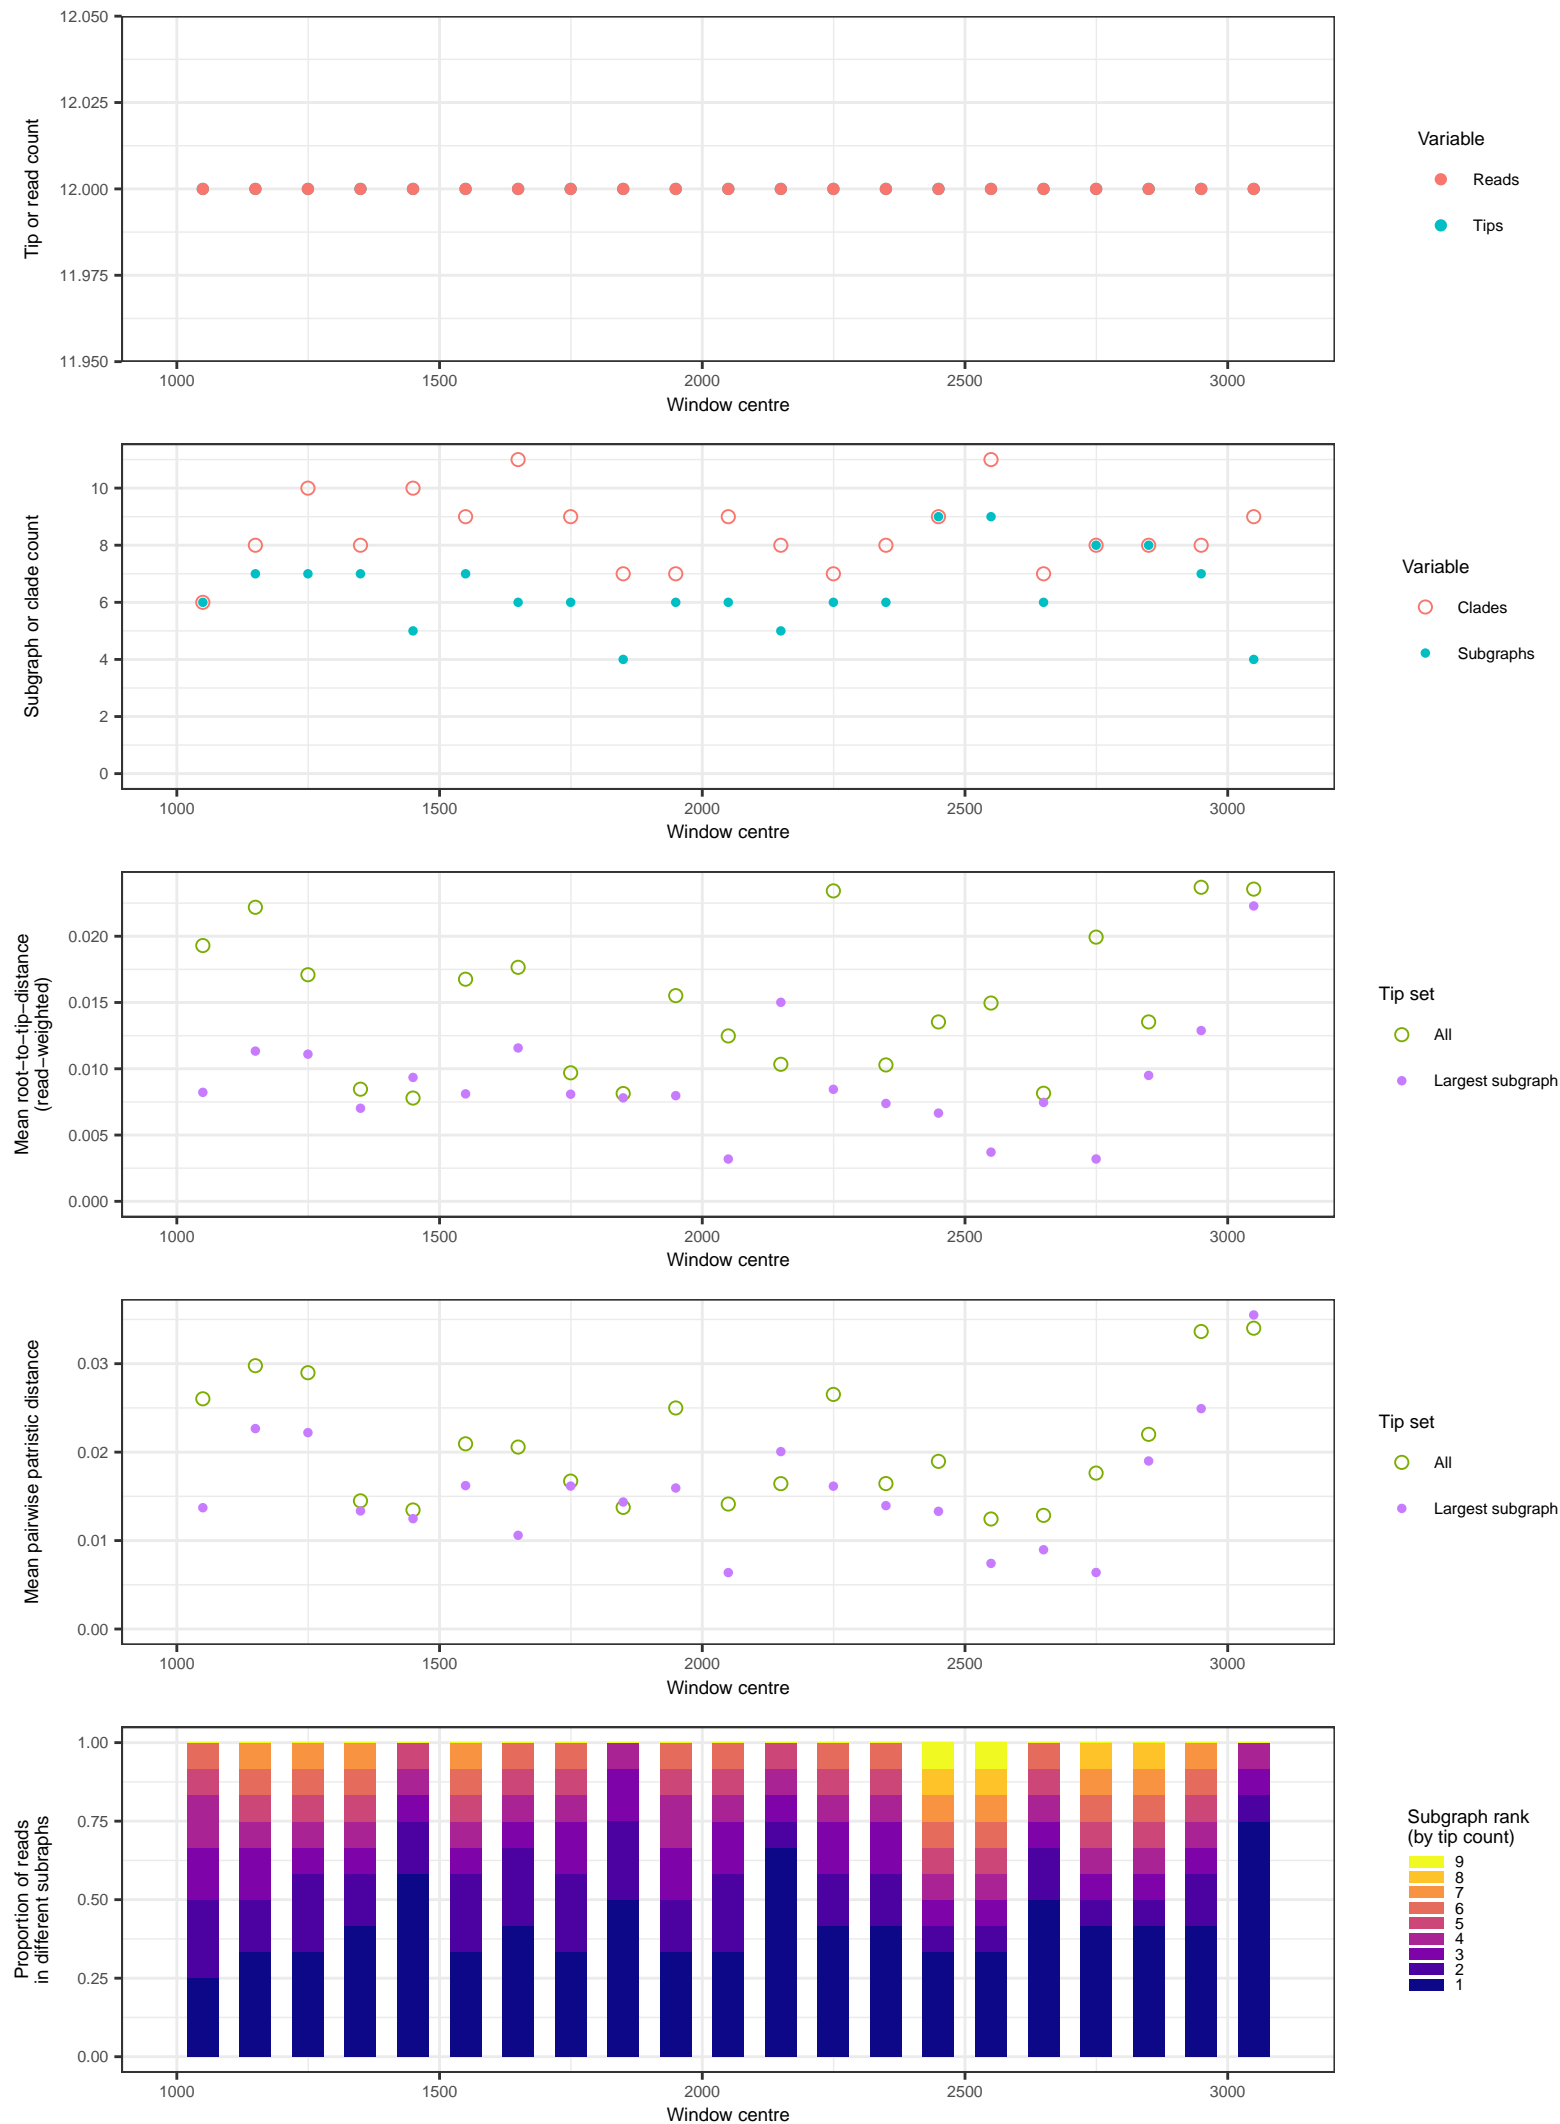 12.050
12.025
12.000
11.975
11.950
Tip or read count
1000 1500 2000 2500 3000
Window centre
Variable
Reads
Tips
10
8
6
4
2
0
Subgraph or clade count
1000 1500 2000 2500 3000
Window centre
Variable
Clades
Subgraphs
0.020
0.015
0.010
0.005
0.000
Mean root−to−tip−distance
(read−weighted)
1000 1500 2000 2500 3000
Window centre
Tip set
All
Largest subgraph
0.03
0.02
0.01
0.00
Mean pairwise patristic distance
1000 1500 2000 2500 3000
Window centre
Tip set
All
Largest subgraph
1.00
0.75
0.50
0.25
0.00
Proportion of reads
in different subraphs
1000 1500 2000 2500 3000
Window centre
Subgraph rank
(by tip count)
9
8
7
6
5
4
3
2
1